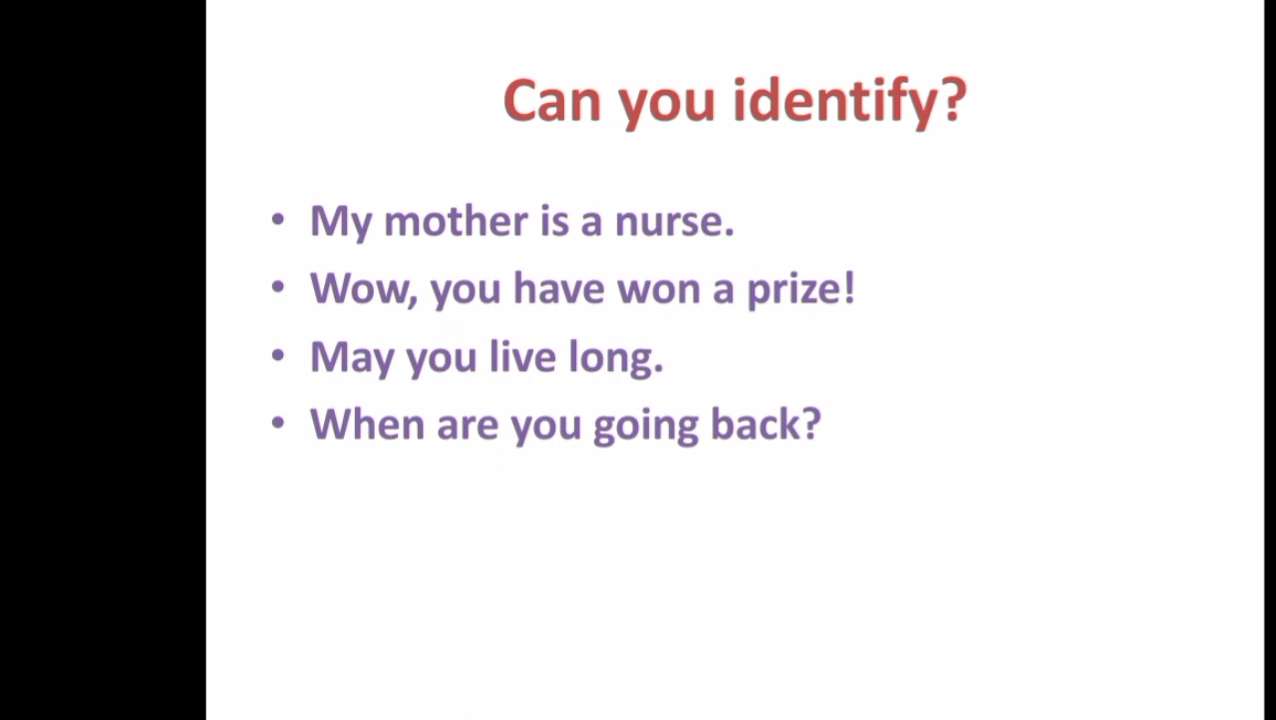 Can you identify?
• My mother is a nurse.
• Wow, you have won a prize!
• May you live long.
• When are you going back?